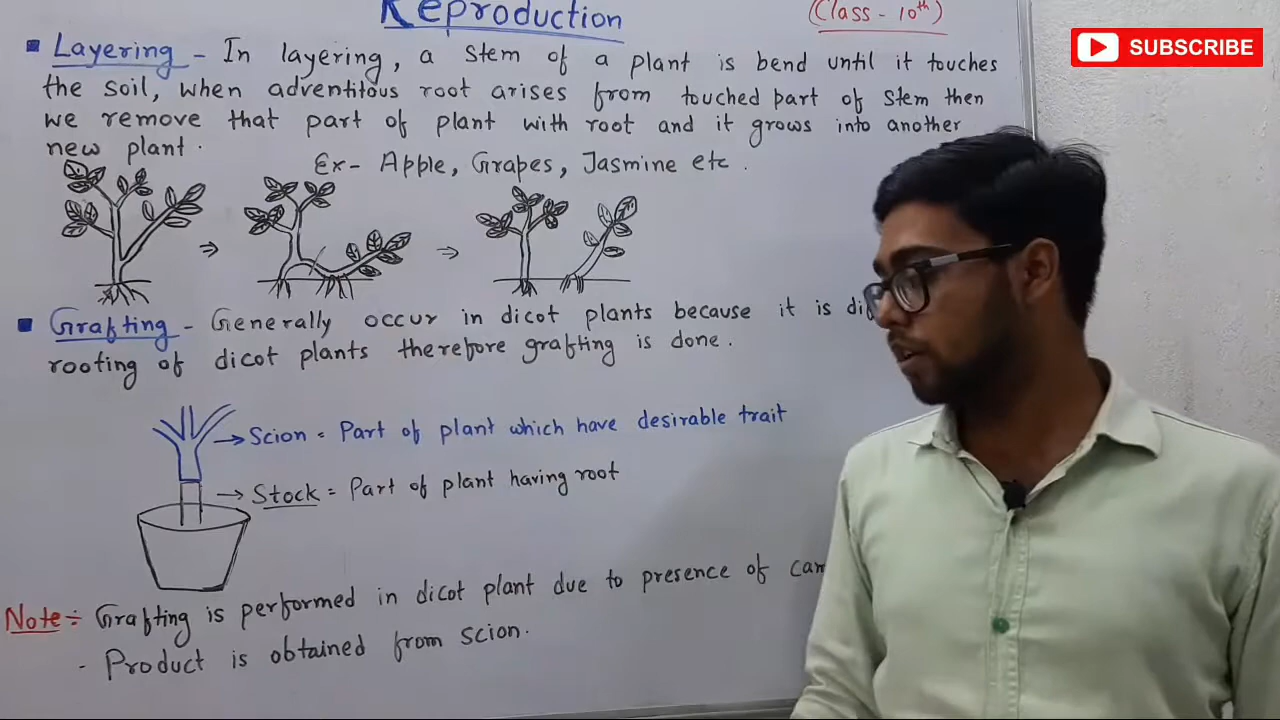 Reproduction
(Class - 10th)
SUBSCRIBE
Layering - In layering, a stem of a plant is bend until it touches
the soil, when adventitous root arises from touched part of stem then
we remove that part of plant with root and it grows into another
new plant.
Ex- Apple, Grapes, Jasmine etc.
Grafting - Generally occur in dicot plants because it is
rooting of dicot plants therefore grafting is done.
Scion = Part of plant which have desirable trait
Stock = Part of plant having root
Note:- Grafting is performed in dicot plant due to presence of
- Product is obtained from scion.